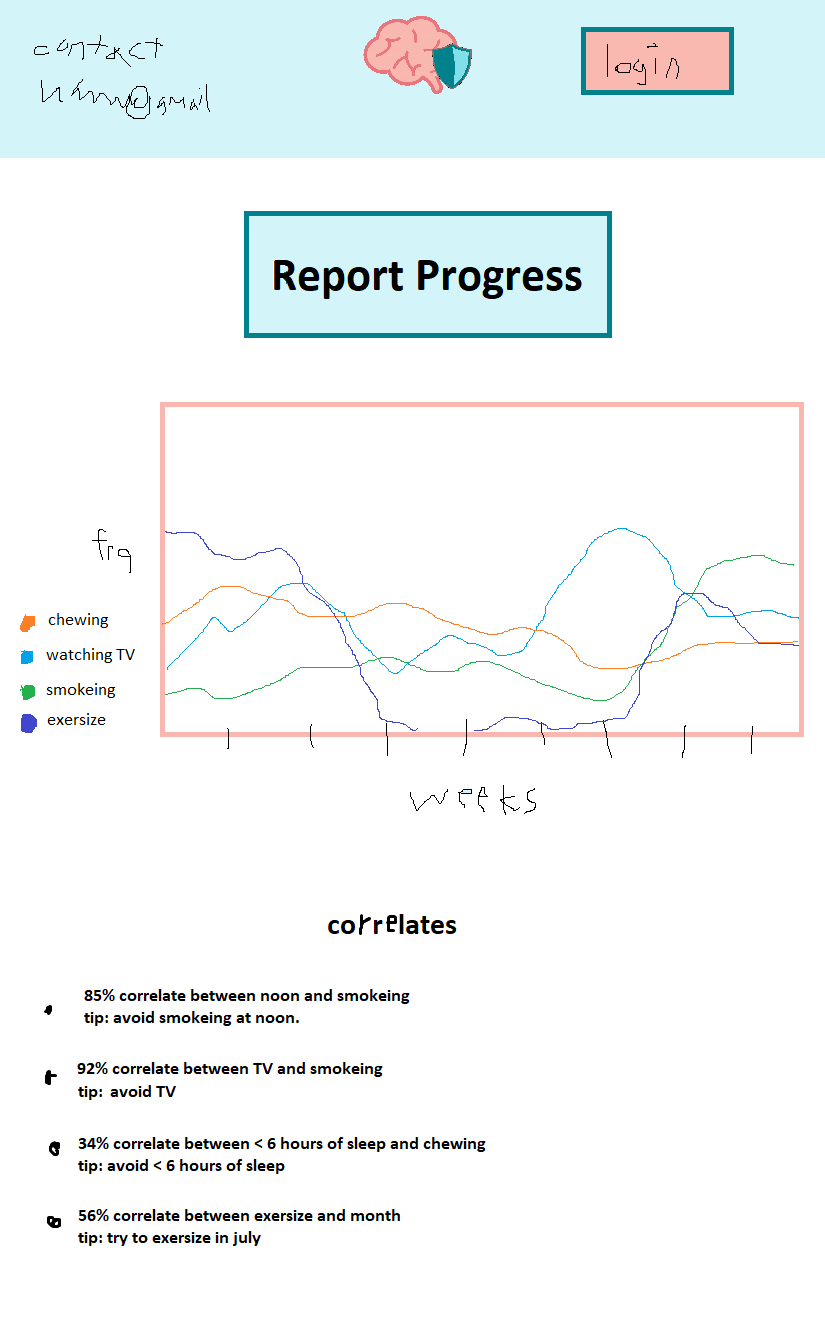 contact
login
Report Progress
frq
chewing
watching TV
smokeing
exersize
weeks
correlates
85% correlate between noon and smokeing
tip: avoid smokeing at noon.
92% correlate between TV and smokeing
tip: avoid TV
34% correlate between < 6 hours of sleep and chewing
tip: avoid < 6 hours of sleep
56% correlate between exersize and month
tip: try to exersize in july